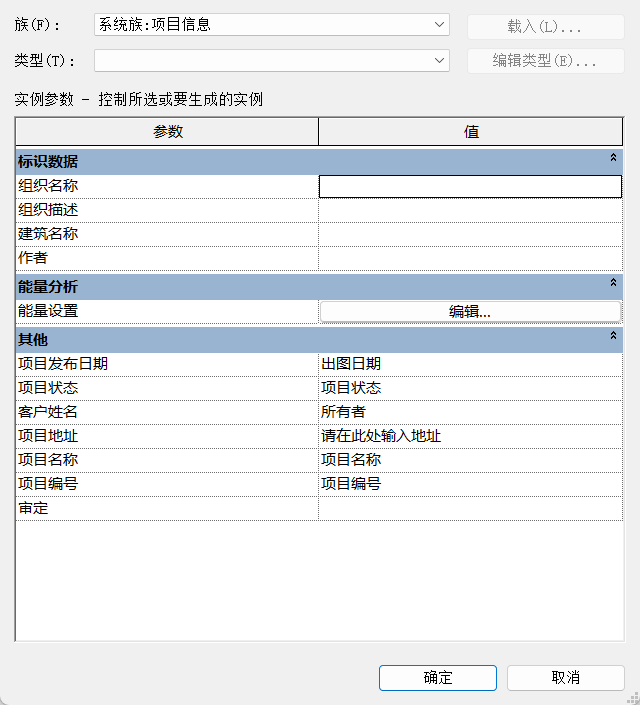 族(F): 系统族:项目信息 载入(L)...
类型(T): 编辑类型(E)...
实例参数 - 控制所选或要生成的实例
参数 值
标识数据
组织名称
组织描述
建筑名称
作者
能量分析
能量设置 编辑...
其他
项目发布日期 出图日期
项目状态 项目状态
客户姓名 所有者
项目地址 请在此处输入地址
项目名称 项目名称
项目编号 项目编号
审定
确定 取消